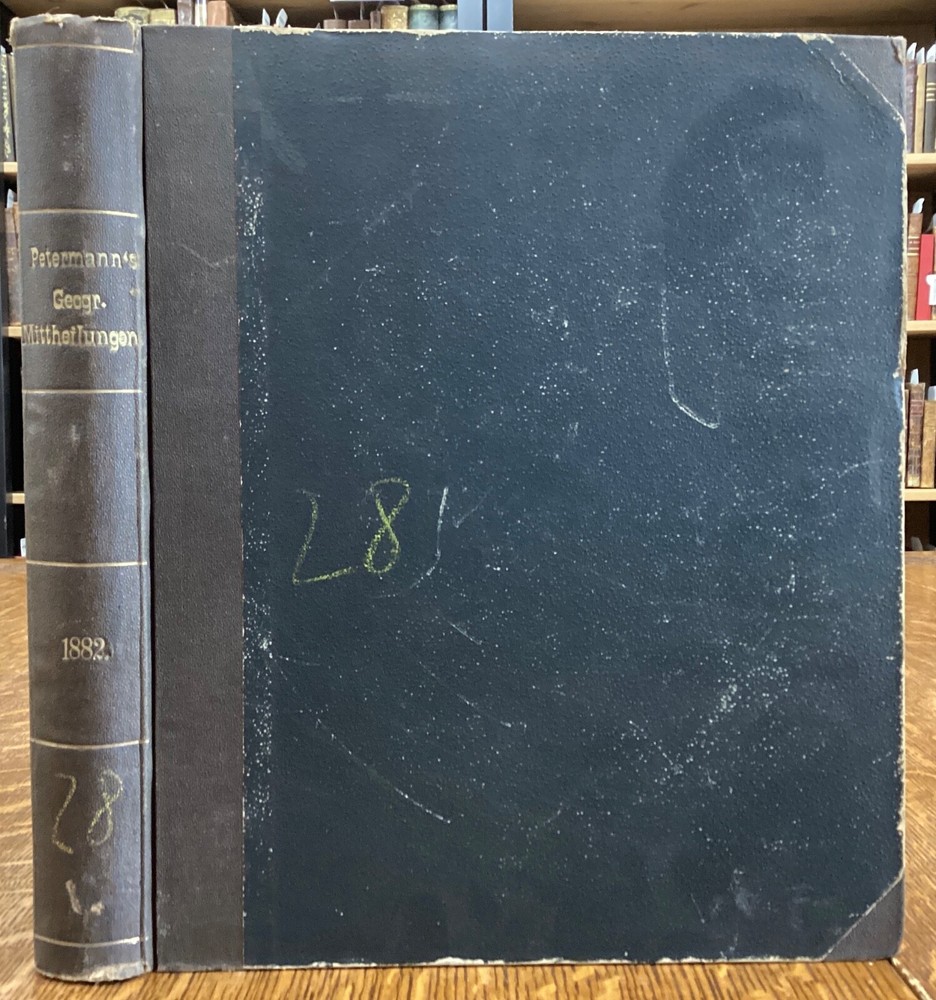 Petermann's
Geogr.
Mittheilungen
1882.
28
28